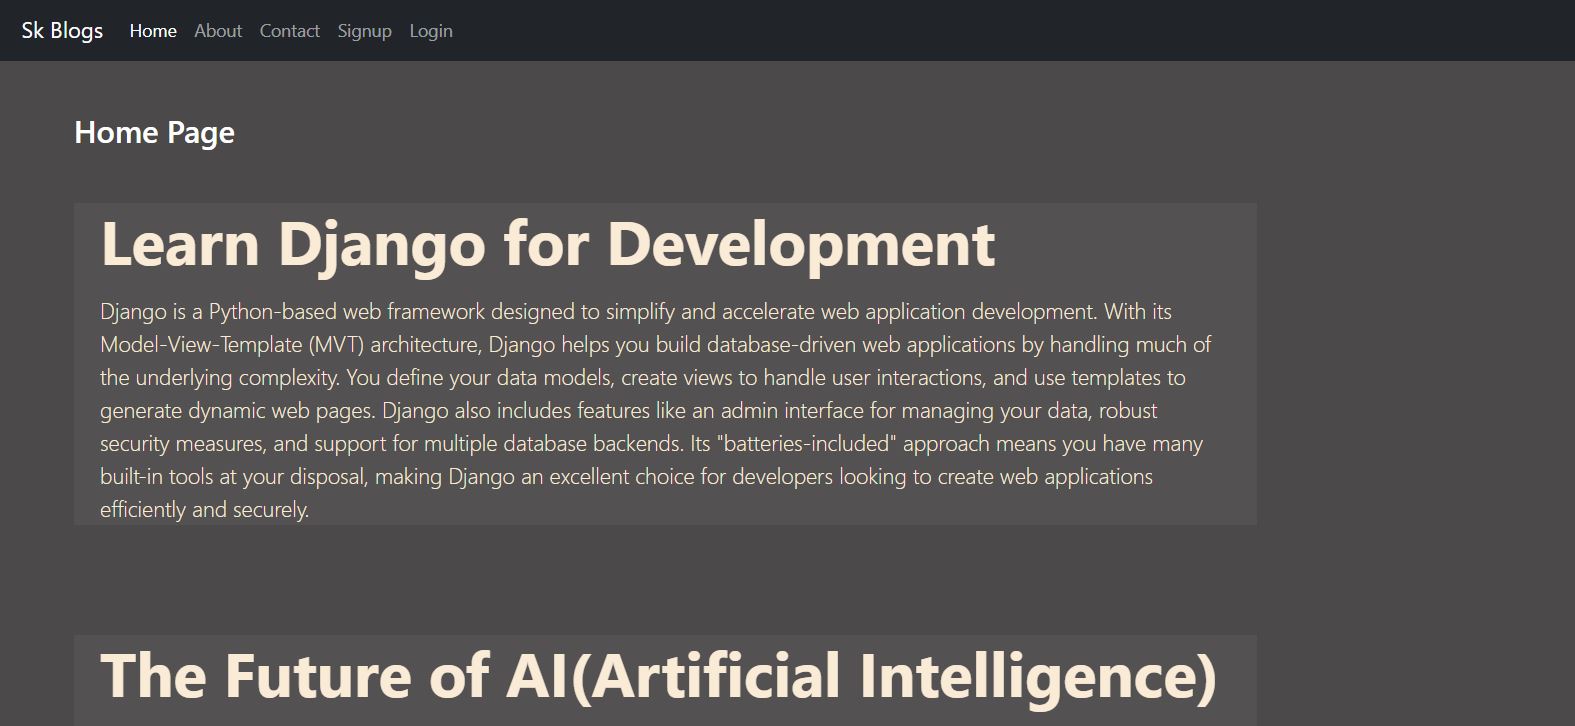 Sk Blogs Home About Contact Signup Login
Home Page
Learn Django for Development
Django is a Python-based web framework designed to simplify and accelerate web application development. With its
Model-View-Template (MVT) architecture, Django helps you build database-driven web applications by handling much of
the underlying complexity. You define your data models, create views to handle user interactions, and use templates to
generate dynamic web pages. Django also includes features like an admin interface for managing your data, robust
security measures, and support for multiple database backends. Its "batteries-included" approach means you have many
built-in tools at your disposal, making Django an excellent choice for developers looking to create web applications
efficiently and securely.
The Future of AI(Artificial Intelligence)